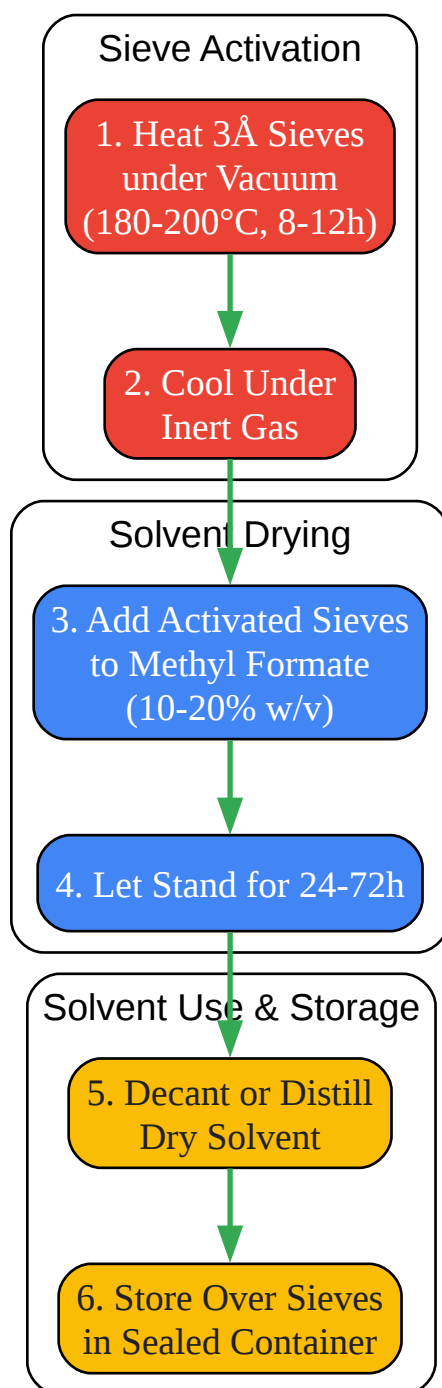 Sieve Activation
1. Heat 3Å Sieves
under Vacuum
(180-200°C, 8-12h)
2. Cool Under
Inert Gas
Solvent Drying
3. Add Activated Sieves
to Methyl Formate
(10-20% w/v)
4. Let Stand for 24-72h
Solvent Use & Storage
5. Decant or Distill
Dry Solvent
6. Store Over Sieves
in Sealed Container